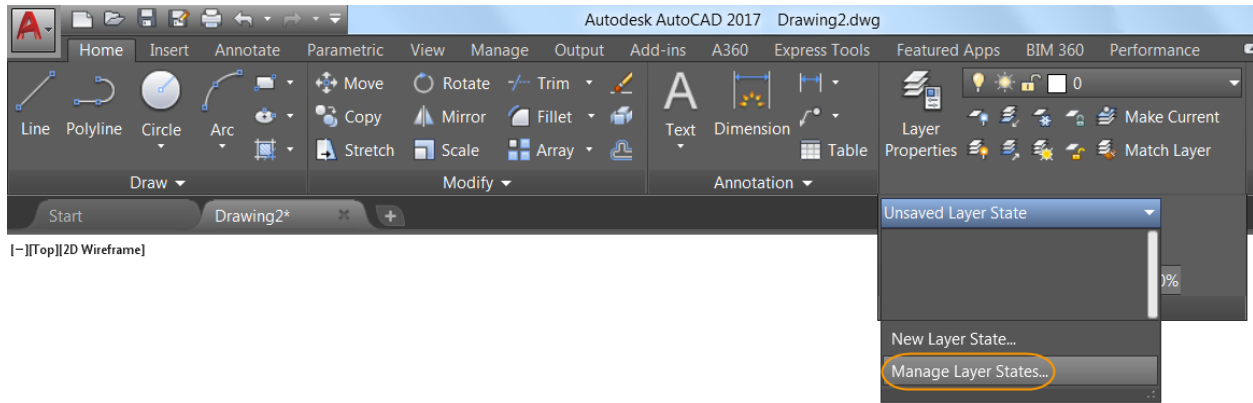 Autodesk AutoCAD 2017 Drawing2.dwg
Home Insert Annotate Parametric View Manage Output Add-ins A360 Express Tools Featured Apps BIM 360 Performance
Move Rotate Trim 0
Copy Mirror Fillet Make Current
Line Polyline Circle Arc Text Dimension Layer Properties
Stretch Scale Array Table Match Layer
Draw Modify Annotation
Start Drawing2* Unsaved Layer State
[−][Top][2D Wireframe]
0%
New Layer State...
Manage Layer States...